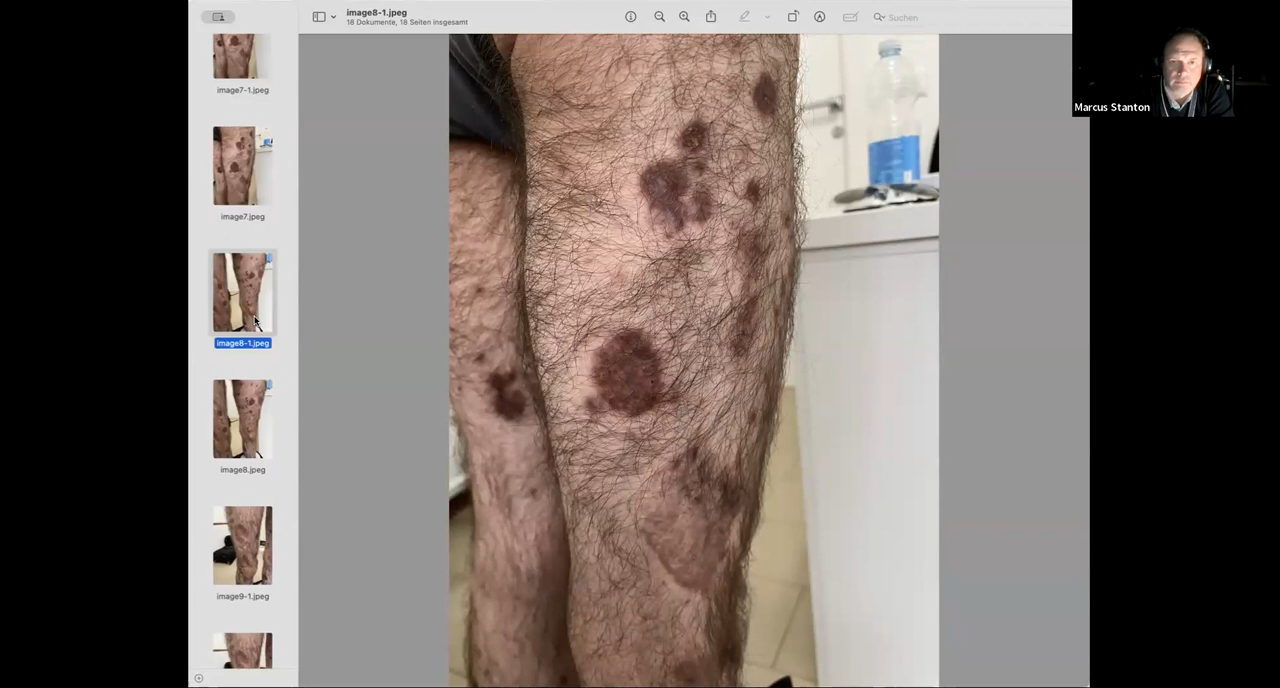 image8-1.jpeg
18 Dokumente, 18 Seiten insgesamt
Suchen
Marcus Stanton
image7-1.jpeg
image7.jpeg
image8-1.jpeg
image8.jpeg
image9-1.jpeg